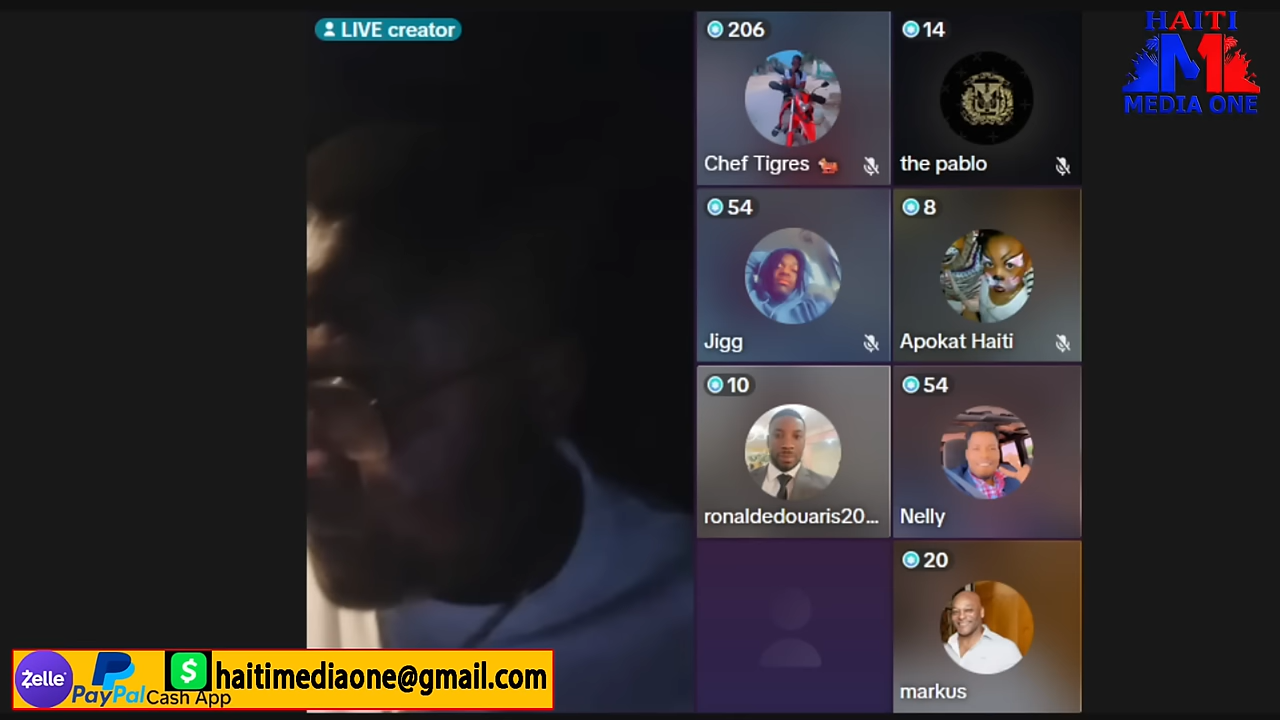 LIVE creator
206
Chef Tigres
14
the pablo
HAITI
M
MEDIA ONE
54
Jigg
8
Apokat Haiti
10
ronaldedouaris20...
54
Nelly
20
markus
Zelle
PayPal
$
Cash App
haitimediaone@gmail.com